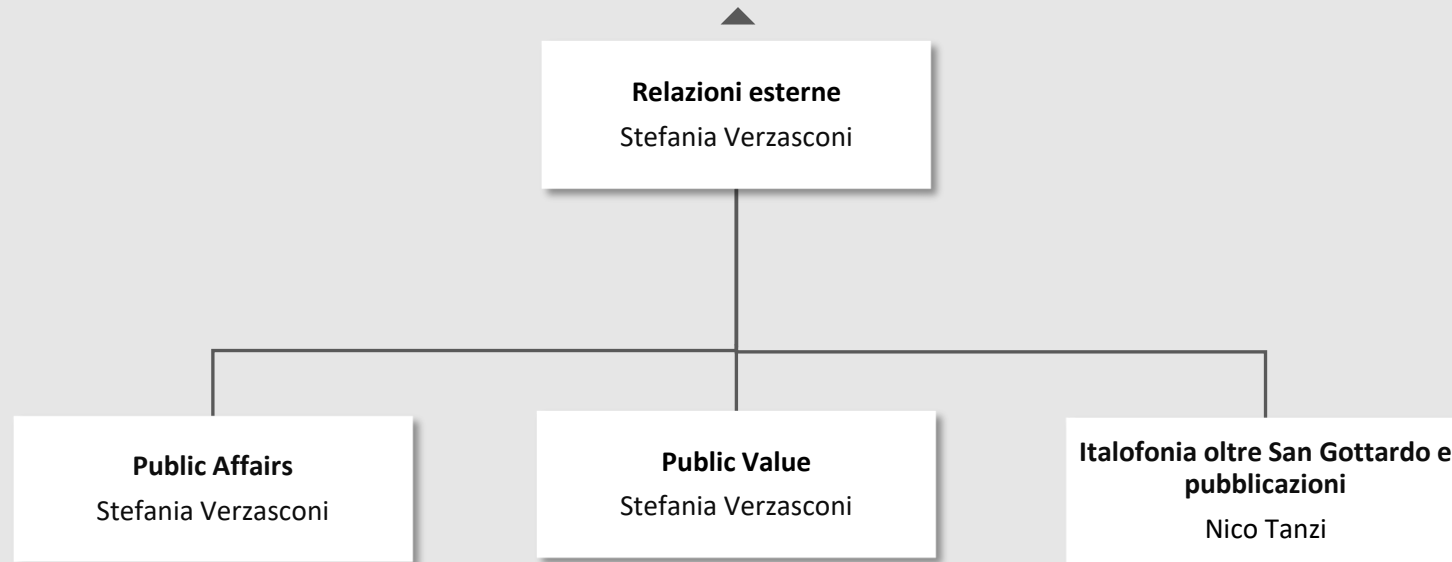 Relazioni esterne
Stefania Verzasconi
Public Affairs
Stefania Verzasconi
Public Value
Stefania Verzasconi
Italofonia oltre San Gottardo e
pubblicazioni
Nico Tanzi